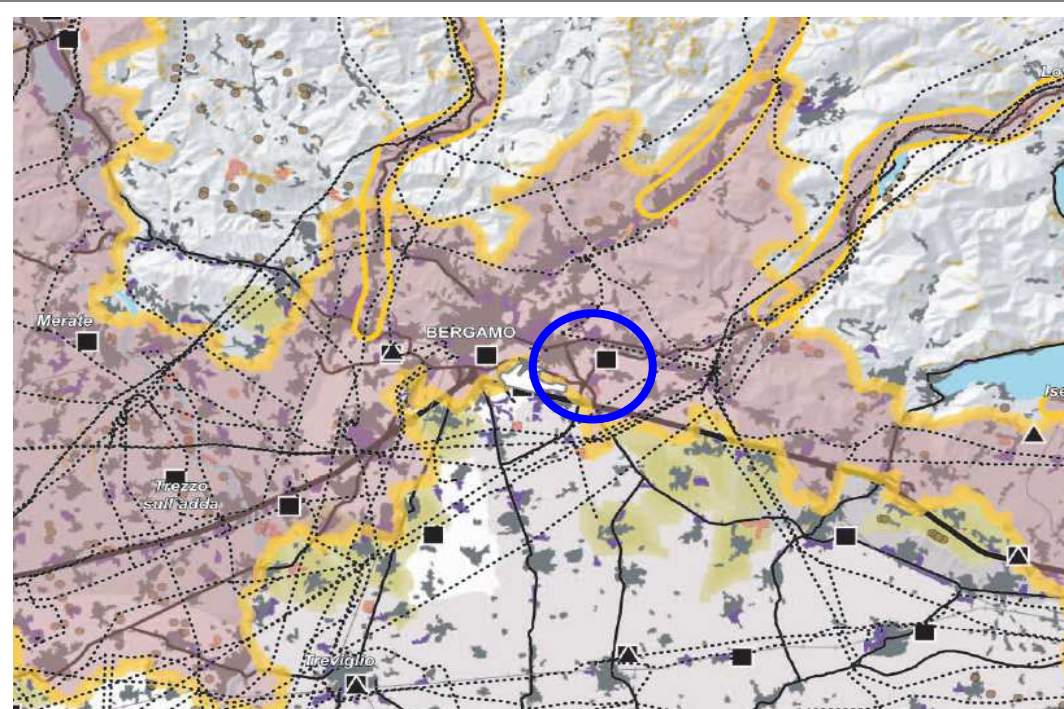 Lo
Merate
BERGAMO
Ise
Trezzo
sull'adda
Treviglio